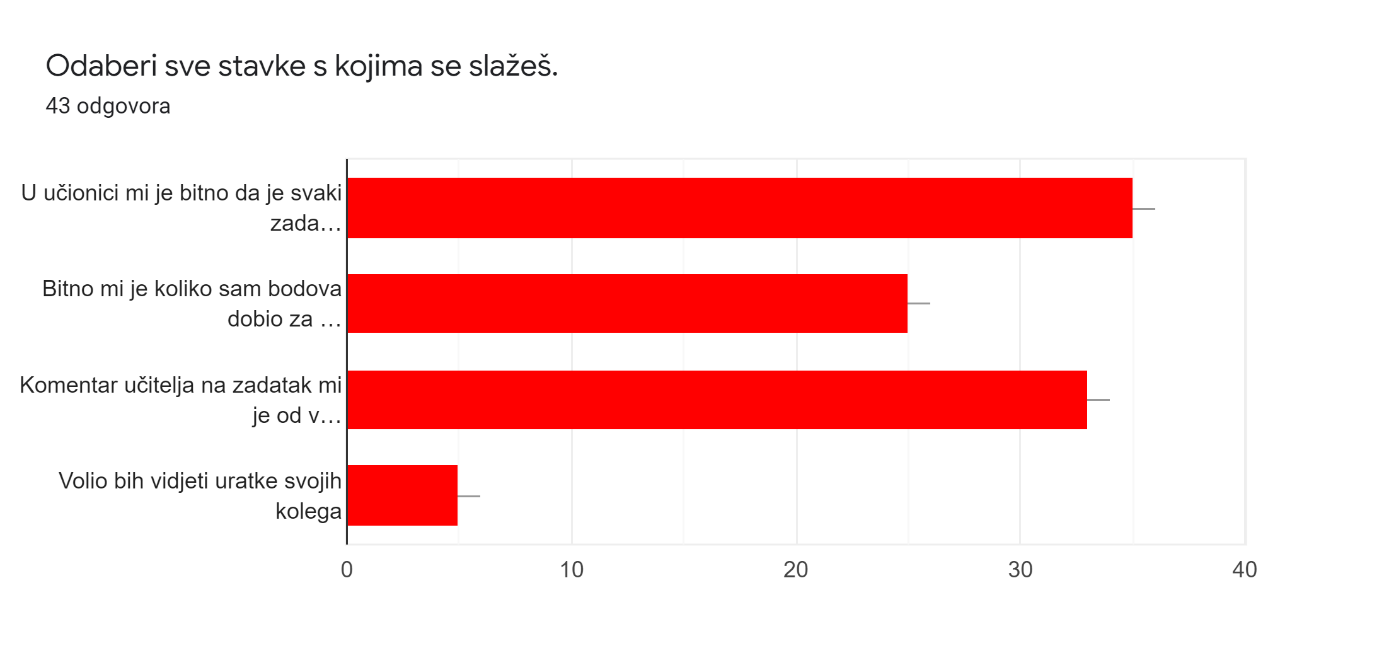 Odaberi sve stavke s kojima se slažeš.
43 odgovora
U učionici mi je bitno da je svaki
zada…
Bitno mi je koliko sam bodova
dobio za …
Komentar učitelja na zadatak mi
je od v…
Volio bih vidjeti uratke svojih
kolega
0 10 20 30 40